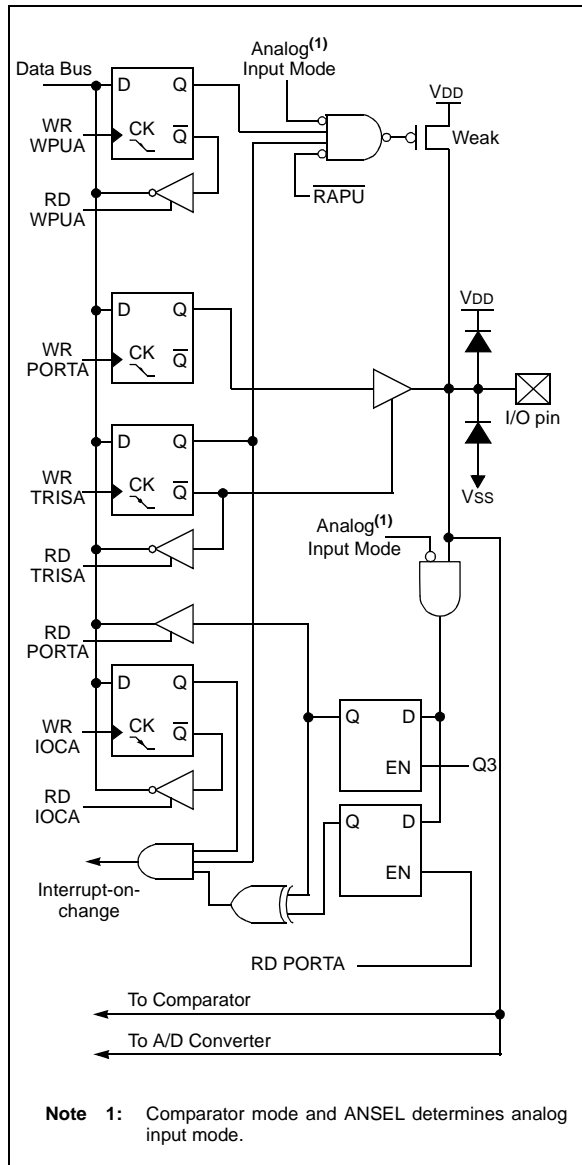 Analog(1)
Input Mode
Data Bus
D Q
VDD
WR
WPUA
CK
Q
Weak
RD
WPUA
RAPU
D Q
VDD
WR
PORTA
CK
Q
I/O pin
D Q
WR
TRISA
CK
Q
VSS
Analog(1)
Input Mode
RD
TRISA
RD
PORTA
D Q
Q D
WR
IOCA
CK
Q
EN
Q3
RD
IOCA
Q D
EN
Interrupt-on-
change
RD PORTA
To Comparator
To A/D Converter
Note 1: Comparator mode and ANSEL determines analog
input mode.